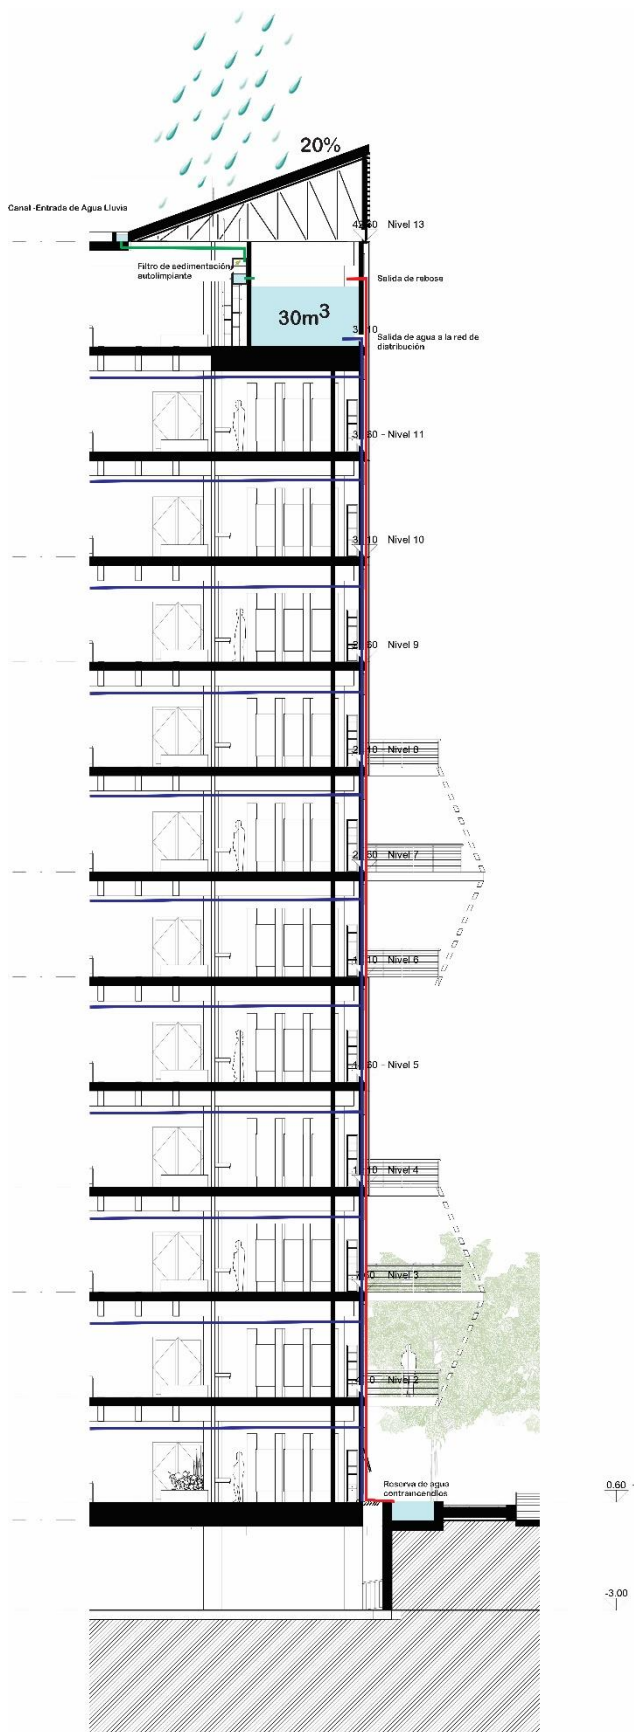 20%
Canal -Entrada de Agua Lluvia
Nivel 13
Filtro de sedimentación
autolimpiante
Salida de rebose
30m³
Salida de agua a la red de
distribución
Nivel 11
Nivel 10
Nivel 9
Nivel 8
Nivel 7
Nivel 6
Nivel 5
Nivel 4
Nivel 3
Nivel 2
Reserva de agua
contraincendios
0.60
-3.00